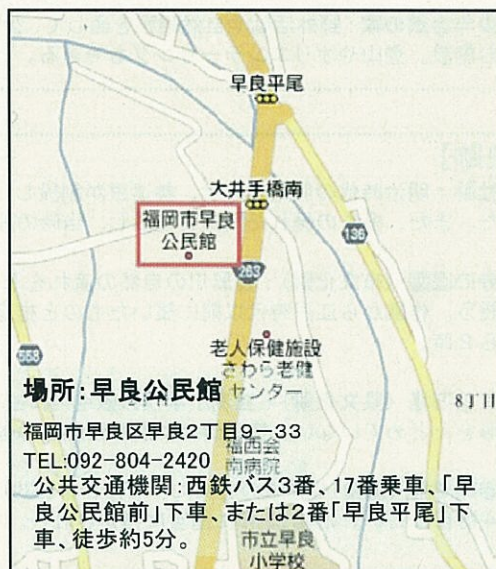 早良平尾
大井手橋南
福岡市早良
公民館
136
263
老人保健施設
さわら老健
センター
558
場所:早良公民館
福岡市早良区早良2丁目9-33
TEL:092-804-2420
福西会
南病院
公共交通機関:西鉄バス3番、17番乗車、「早
良公民館前」下車、または2番「早良平尾」下
車、徒歩約5分。
市立早良
小学校